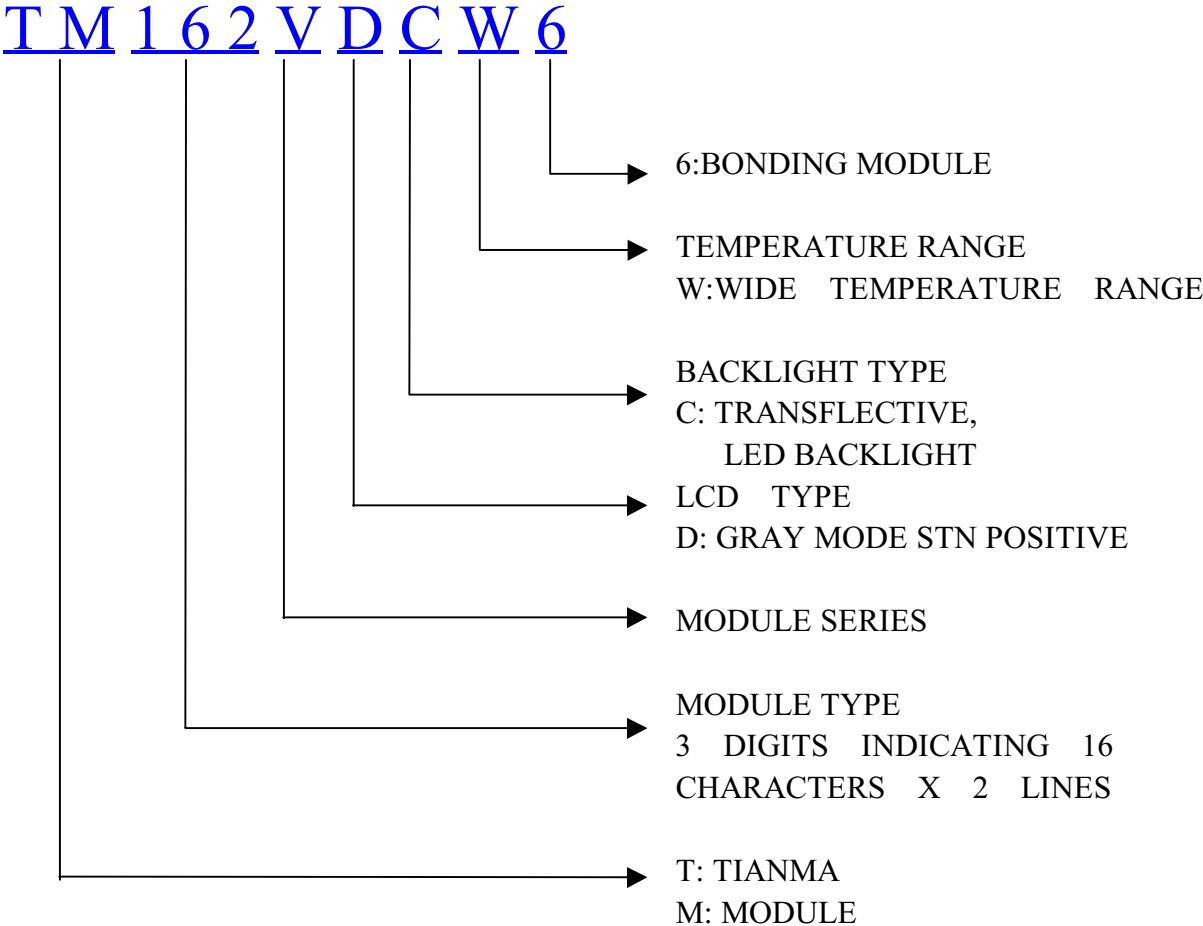 T M 1 6 2 V D C W 6
6:BONDING MODULE
TEMPERATURE RANGE
W:WIDE TEMPERATURE RANGE
BACKLIGHT TYPE
C: TRANSFLECTIVE,
LED BACKLIGHT
LCD TYPE
D: GRAY MODE STN POSITIVE
MODULE SERIES
MODULE TYPE
3 DIGITS INDICATING 16
CHARACTERS X 2 LINES
T: TIANMA
M: MODULE